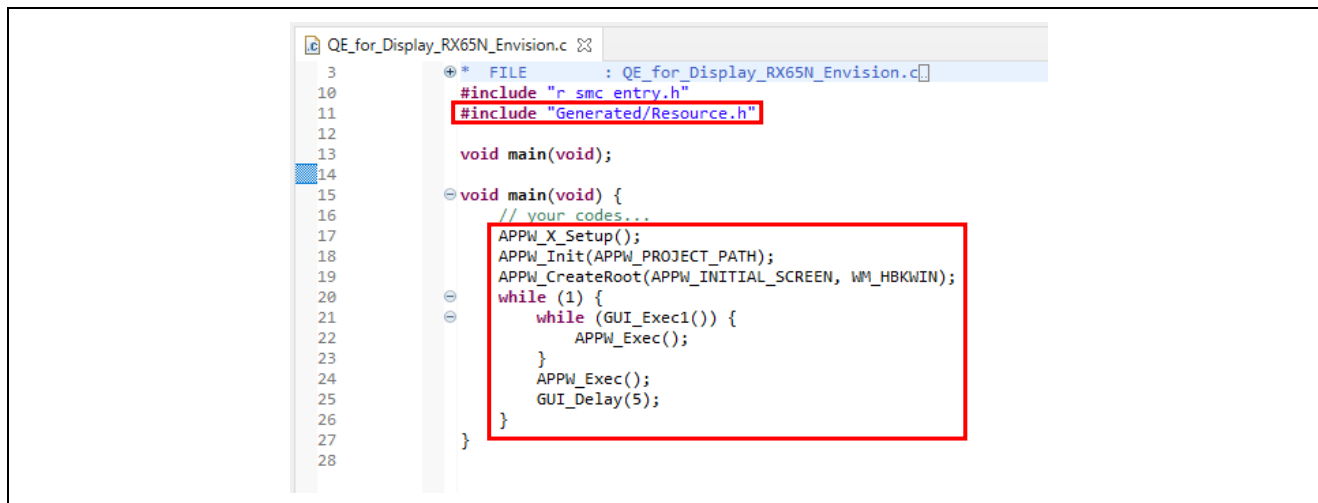 QE_for_Display_RX65N_Envision.c
3 * FILE : QE_for_Display_RX65N_Envision.c..
10 #include "r_smc_entry.h"
11 #include "Generated/Resource.h"
12
13 void main(void);
14
15 void main(void) {
16 // your codes...
17 APPW_X_Setup();
18 APPW_Init(APPW_PROJECT_PATH);
19 APPW_CreateRoot(APPW_INITIAL_SCREEN, WM_HBKWIN);
20 while (1) {
21 while (GUI_Exec1()) {
22 APPW_Exec();
23 }
24 APPW_Exec();
25 GUI_Delay(5);
26 }
27 }
28